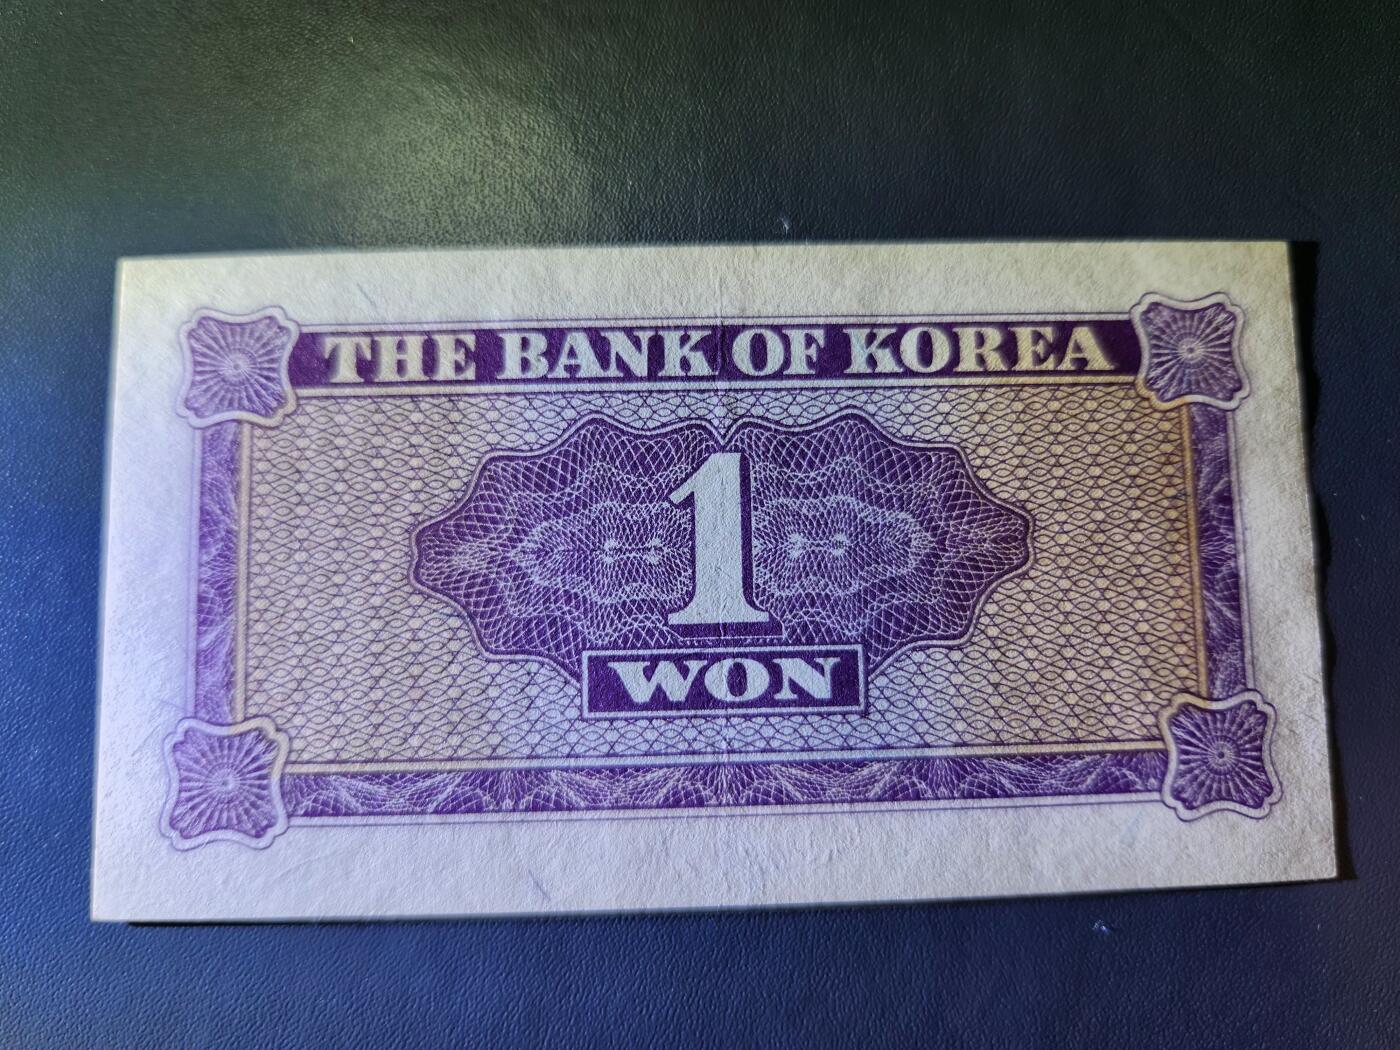 THE BANK OF KOREA
1
WON